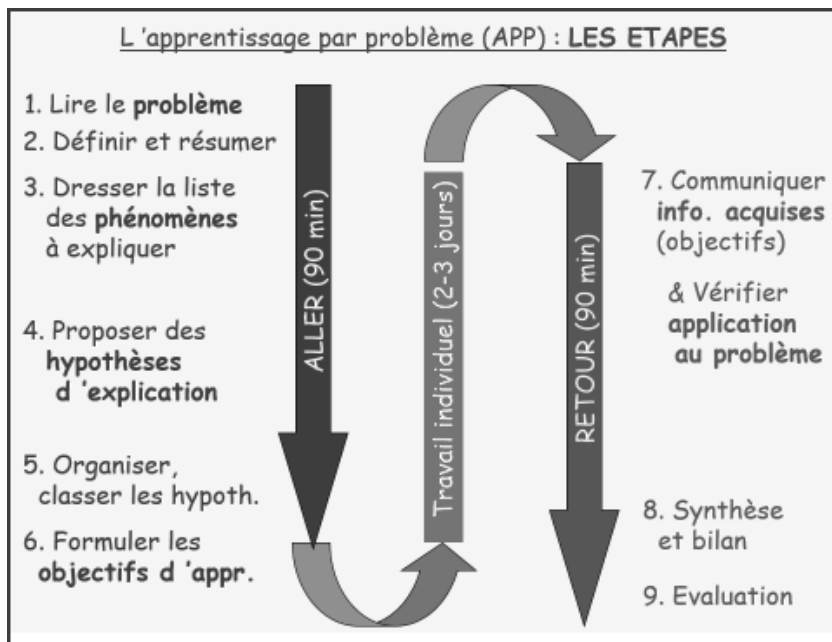 L 'apprentissage par problème (APP) : LES ETAPES
1. Lire le problème
2. Définir et résumer
3. Dresser la liste
des phénomènes
à expliquer
4. Proposer des
hypothèses
d 'explication
5. Organiser,
classer les hypoth.
6. Formuler les
objectifs d 'appr.
ALLER (90 min)
Travail individuel (2-3 jours)
RETOUR (90 min)
7. Communiquer
info. acquises
(objectifs)
& Vérifier
application
au problème
8. Synthèse
et bilan
9. Evaluation